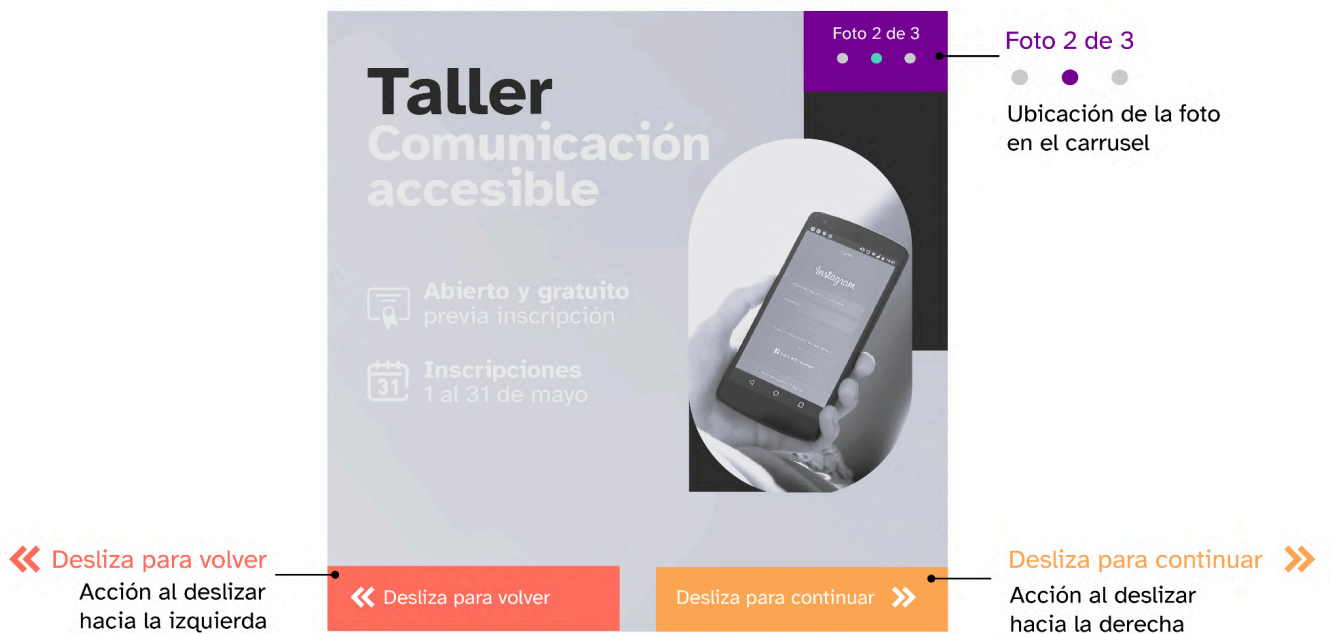 Foto 2 de 3
Taller
Comunicación
accesible
Abierto y gratuito
previa inscripción
31
Inscripciones
1 al 31 de mayo
Instagram
Foto 2 de 3
Ubicación de la foto
en el carrusel
Desliza para volver
Acción al deslizar
hacia la izquierda
Desliza para volver
Desliza para continuar
Desliza para continuar
Acción al deslizar
hacia la derecha